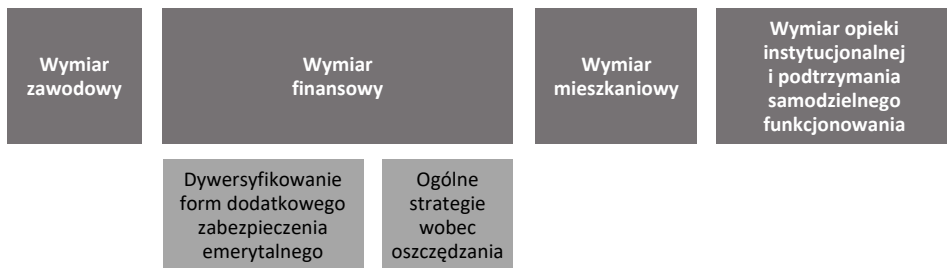 Wymiar
zawodowy
Wymiar
finansowy
Wymiar
mieszkaniowy
Wymiar opieki
instytucjonalnej
i podtrzymania
samodzielnego
funkcjonowania
Dywersyfikowanie
form dodatkowego
zabezpieczenia
emerytalnego
Ogólne
strategie
wobec
oszczędzania